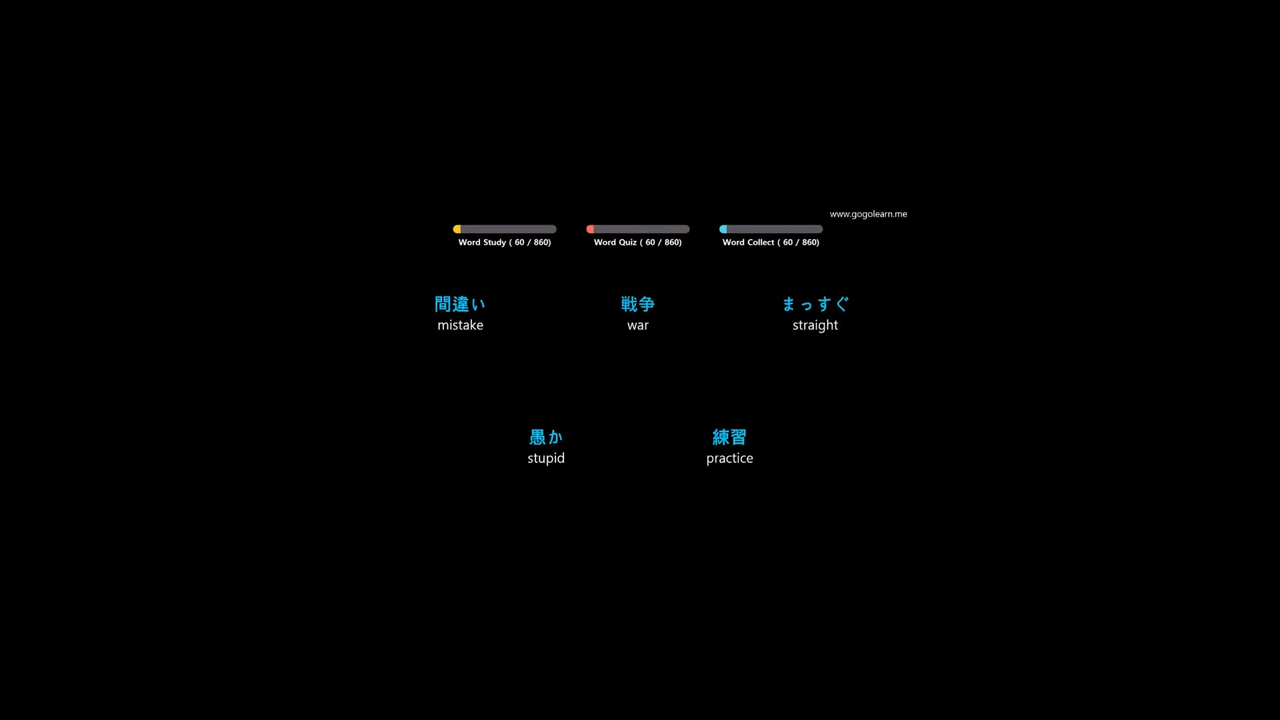 www.gogolearn.me
Word Study ( 60 / 860)
Word Quiz ( 60 / 860)
Word Collect ( 60 / 860)
間違い
mistake
戦争
war
まっすぐ
straight
愚か
stupid
練習
practice